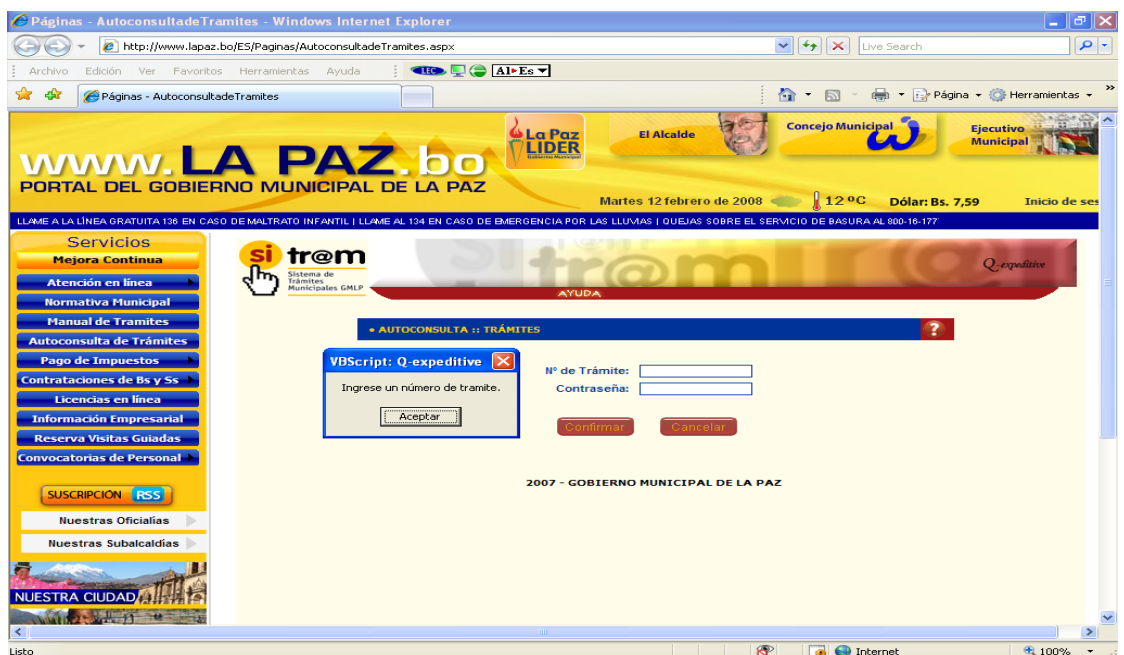 Páginas - AutoconsultadeTramites - Windows Internet Explorer
http://www.lapaz.bo/ES/Paginas/AutoconsultadeTramites.aspx
Live Search
Archivo Edición Ver Favoritos Herramientas Ayuda
LEC Al Es
Páginas - AutoconsultadeTramites
Página Herramientas
www.LA PAZ.bo
PORTAL DEL GOBIERNO MUNICIPAL DE LA PAZ
La Paz
LIDER
Gobierno Municipal
El Alcalde
Concejo Municipal
Ejecutivo
Municipal
Martes 12 febrero de 2008 12 ºC Dólar: Bs. 7,59 Inicio de ses
LLAME A LA LÍNEA GRATUITA 136 EN CASO DE MALTRATO INFANTIL | LLAME AL 134 EN CASO DE EMERGENCIA POR LAS LLUVIAS | QUEJAS SOBRE EL SERVICIO DE BASURA AL 800-16-177
Servicios
Mejora Continua
Atención en línea
Normativa Municipal
Manual de Tramites
Autoconsulta de Trámites
Pago de Impuestos
Contrataciones de Bs y Ss
Licencias en línea
Información Empresarial
Reserva Visitas Guiadas
Convocatorias de Personal
SUSCRIPCIÓN RSS
Nuestras Oficialías
Nuestras Subalcaldías
NUESTRA CIUDAD
si tr@m
Sistema de
Trámites
Municipales GMLP
Q-expeditive
AYUDA
• AUTOCONSULTA :: TRÁMITES
?
VBScript: Q-expeditive
Ingrese un número de tramite.
Aceptar
Nº de Trámite:
Contraseña:
Confirmar Cancelar
2007 - GOBIERNO MUNICIPAL DE LA PAZ
Listo
Internet
100%